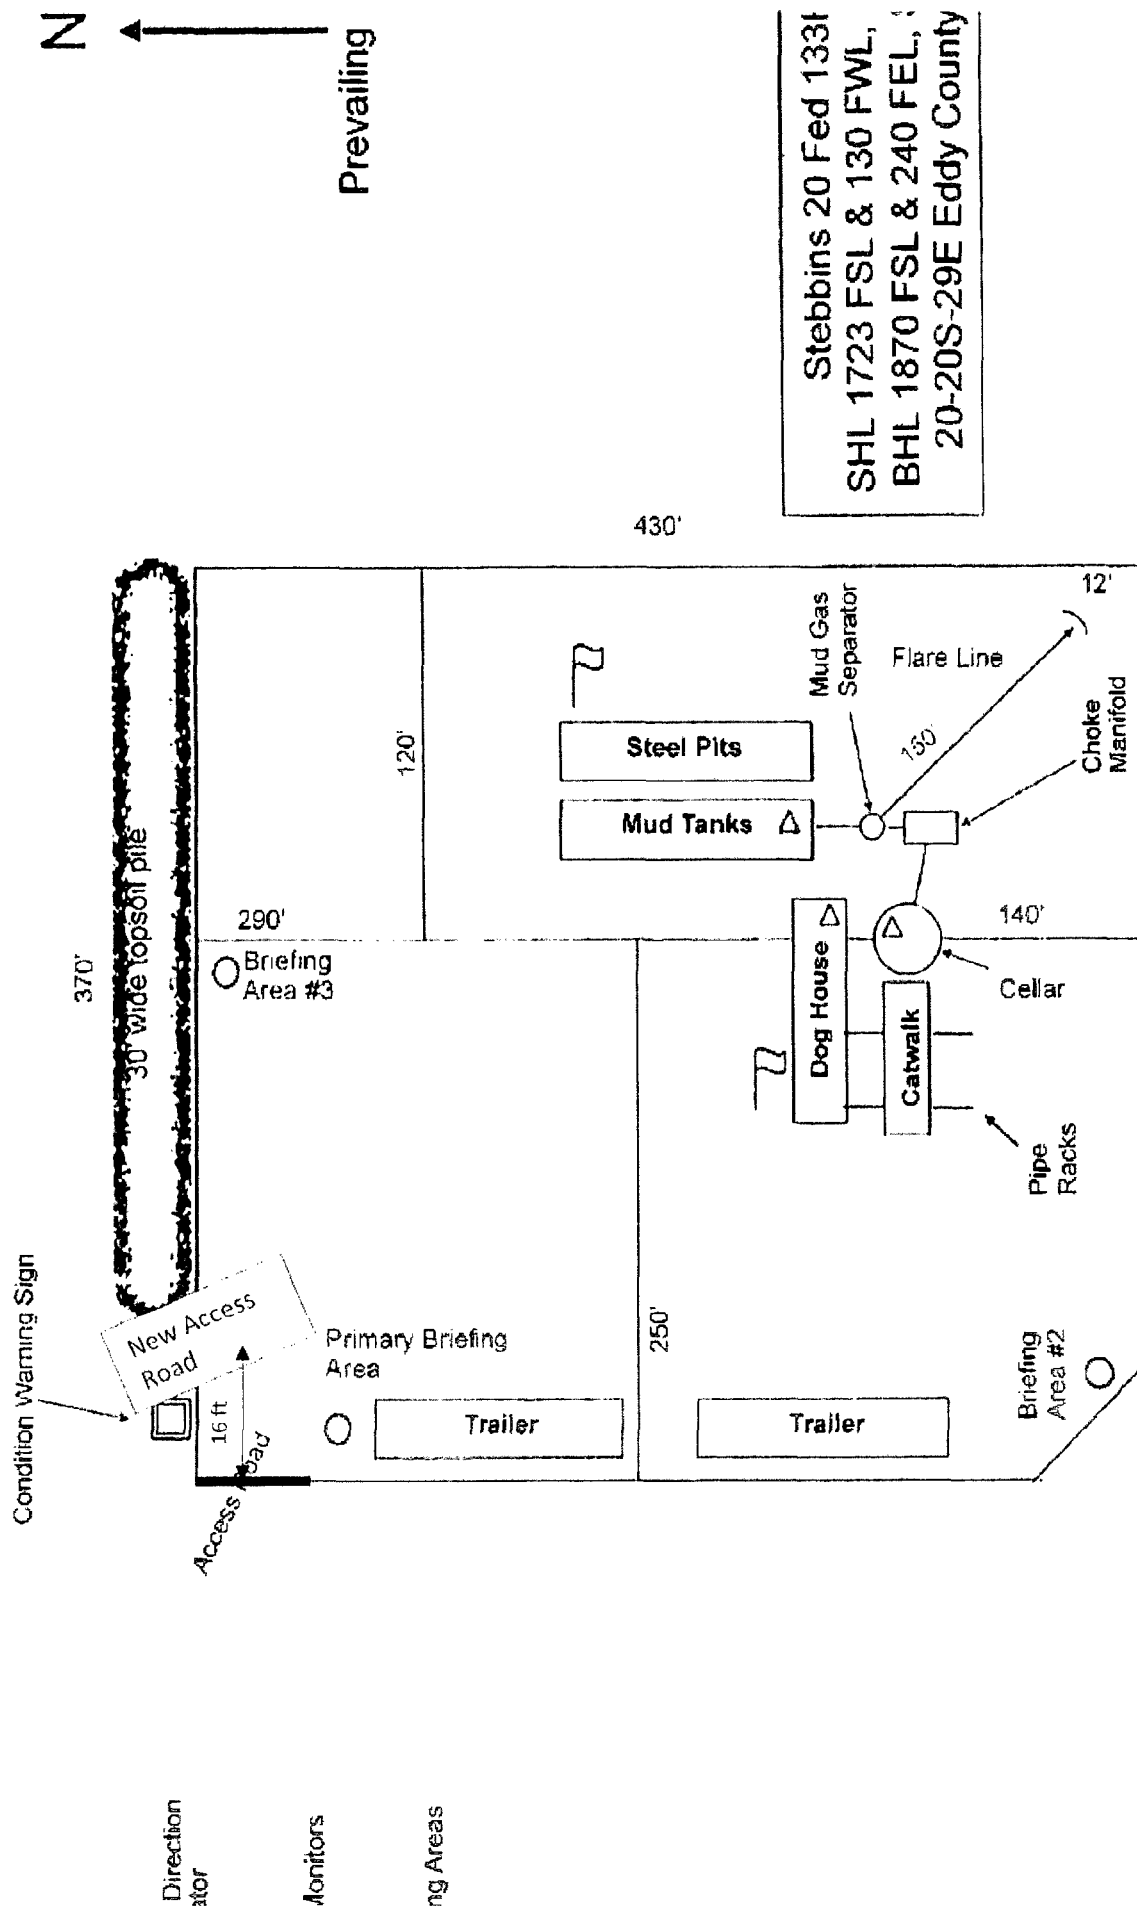 N
Prevailing
Stebbins 20 Fed 133H
SHL 1723 FSL & 130 FWL,
BHL 1870 FSL & 240 FEL,
20-20S-29E Eddy County
430'
370'
30' wide topsoil pile
290'
120'
Briefing
Area #3
Steel Pits
Mud Tanks
Mud Gas
Separator
Flare Line
150'
12'
Choke
Manifold
140'
Cellar
Dog House
Catwalk
Pipe
Racks
250'
Condition Warning Sign
New Access
Road
16 ft
Access Road
Primary Briefing
Area
Trailer
Trailer
Briefing
Area #2
Direction
ator
Monitors
ng Areas